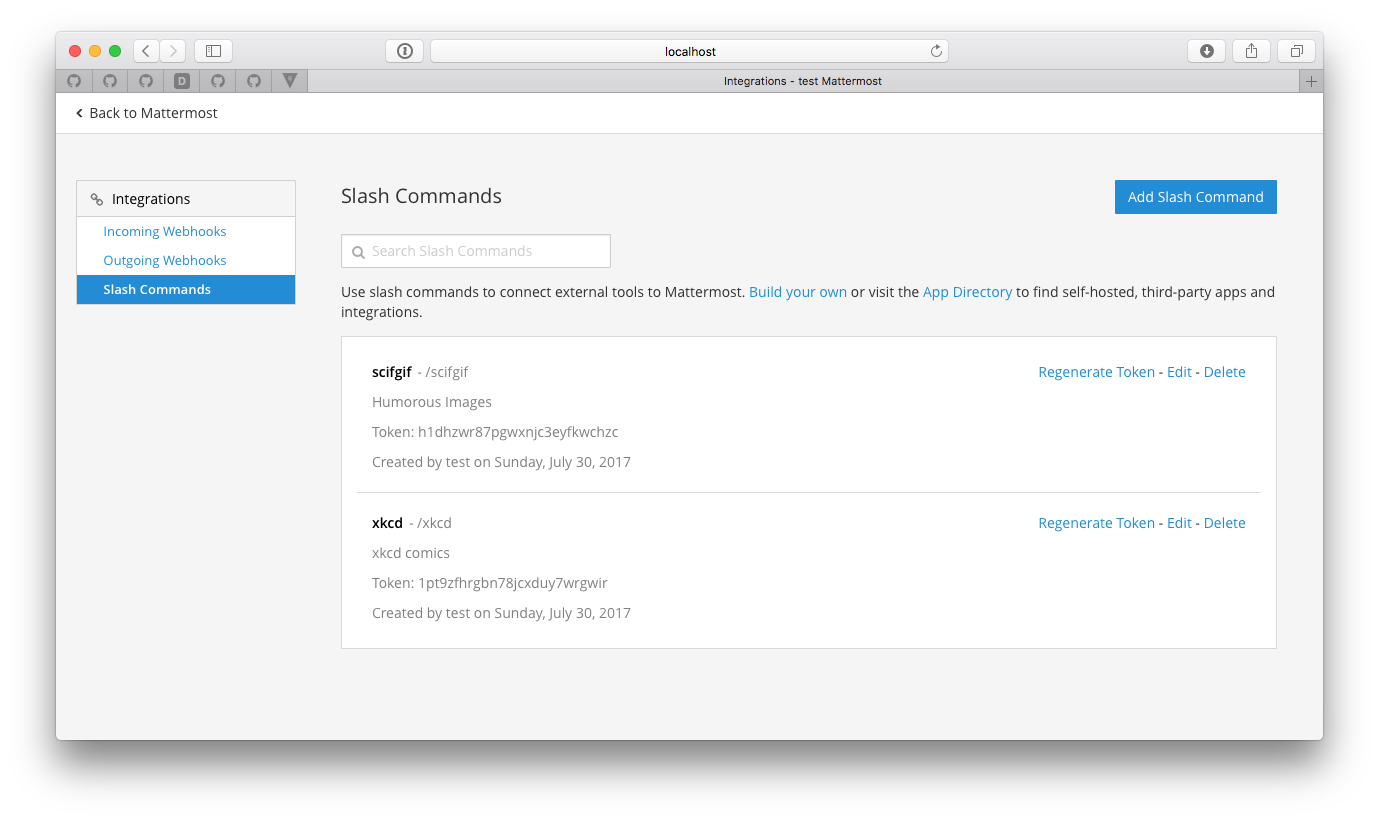 localhost
D
Integrations - test Mattermost
Back to Mattermost
Integrations
Incoming Webhooks
Outgoing Webhooks
Slash Commands
Slash Commands
Add Slash Command
Search Slash Commands
Use slash commands to connect external tools to Mattermost. Build your own or visit the App Directory to find self-hosted, third-party apps and
integrations.
scifgif - /scifgif
Regenerate Token - Edit - Delete
Humorous Images
Token: h1dhzwr87pgwxnjc3eyfkwchzc
Created by test on Sunday, July 30, 2017
xkcd - /xkcd
Regenerate Token - Edit - Delete
xkcd comics
Token: 1pt9zfhrgbn78jcxduy7wrgwir
Created by test on Sunday, July 30, 2017